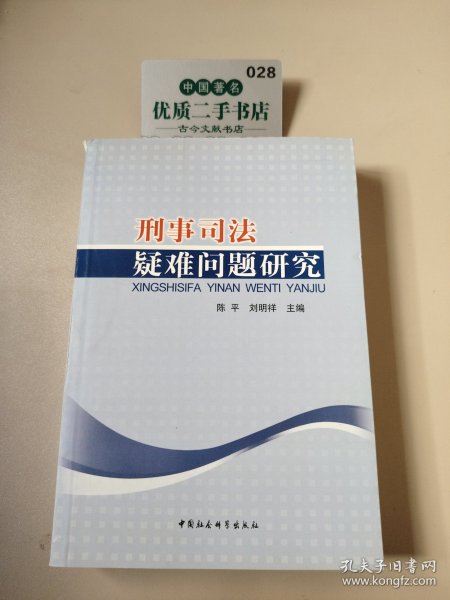 028
中国著名
优质二手书店
古今文献书店
刑事司法
疑难问题研究
XINGSHISIFA YINAN WENTI YANJIU
陈 平 刘明祥 主编
中国社会科学出版社
孔夫子旧书网
www.kongfz.com